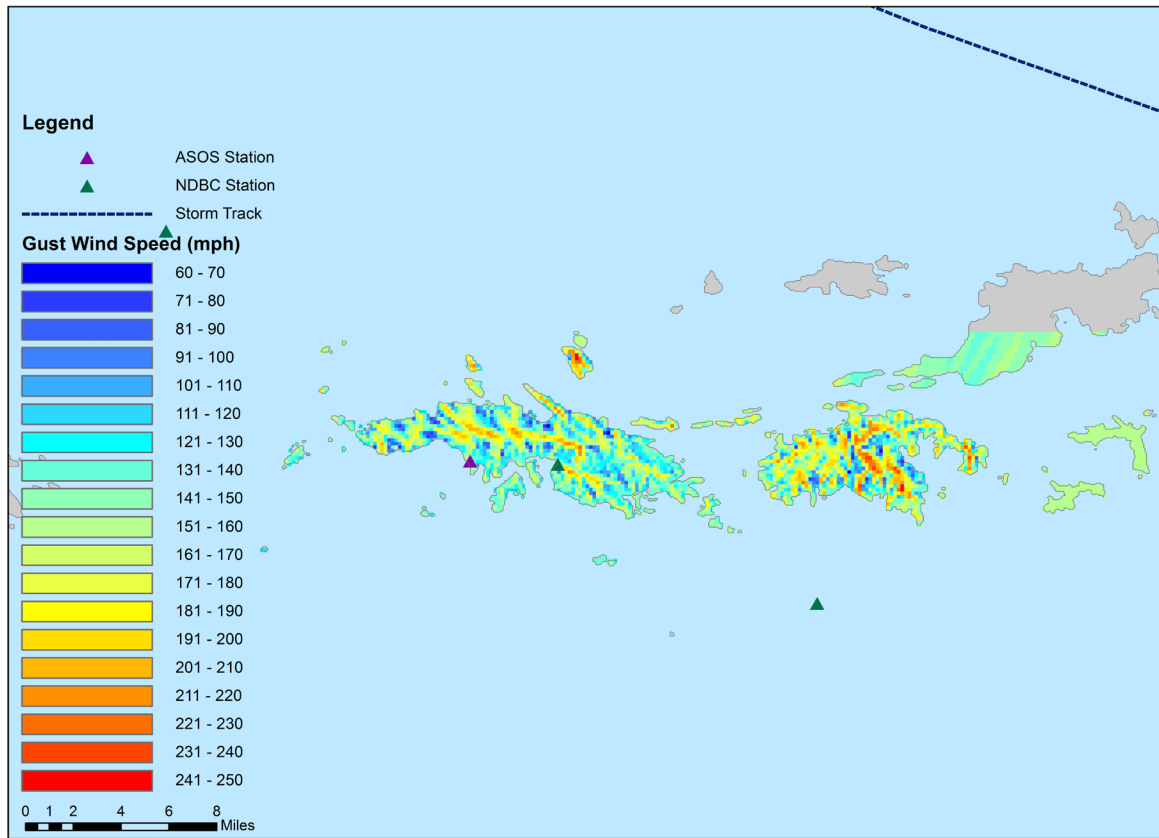 Legend
ASOS Station
NDBC Station
Storm Track
Gust Wind Speed (mph)
60 - 70
71 - 80
81 - 90
91 - 100
101 - 110
111 - 120
121 - 130
131 - 140
141 - 150
151 - 160
161 - 170
171 - 180
181 - 190
191 - 200
201 - 210
211 - 220
221 - 230
231 - 240
241 - 250
0 1 2 4 6 8
Miles